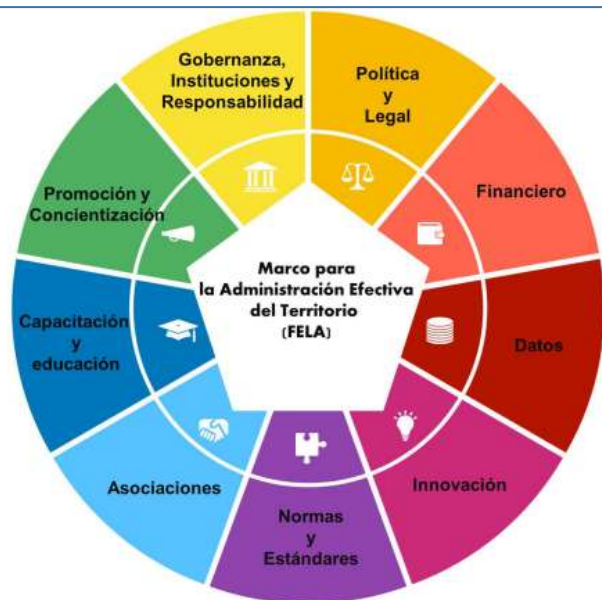 Gobernanza,
Instituciones y
Responsabilidad
Política
y
Legal
Financiero
Datos
Innovación
Normas
y
Estándares
Asociaciones
Capacitación
y
educación
Promoción y
Concientización
Marco para
la Administración Efectiva
del Territorio
(FELA)